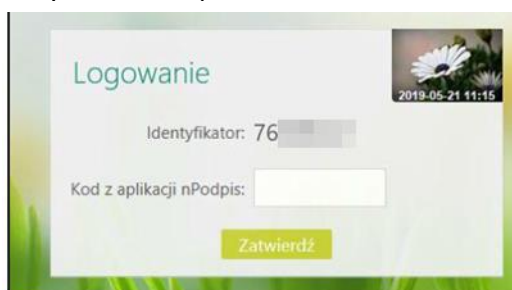 Logowanie
2019-05-21 11:15
Identyfikator: 76
Kod z aplikacji nPodpis:
Zatwierdź